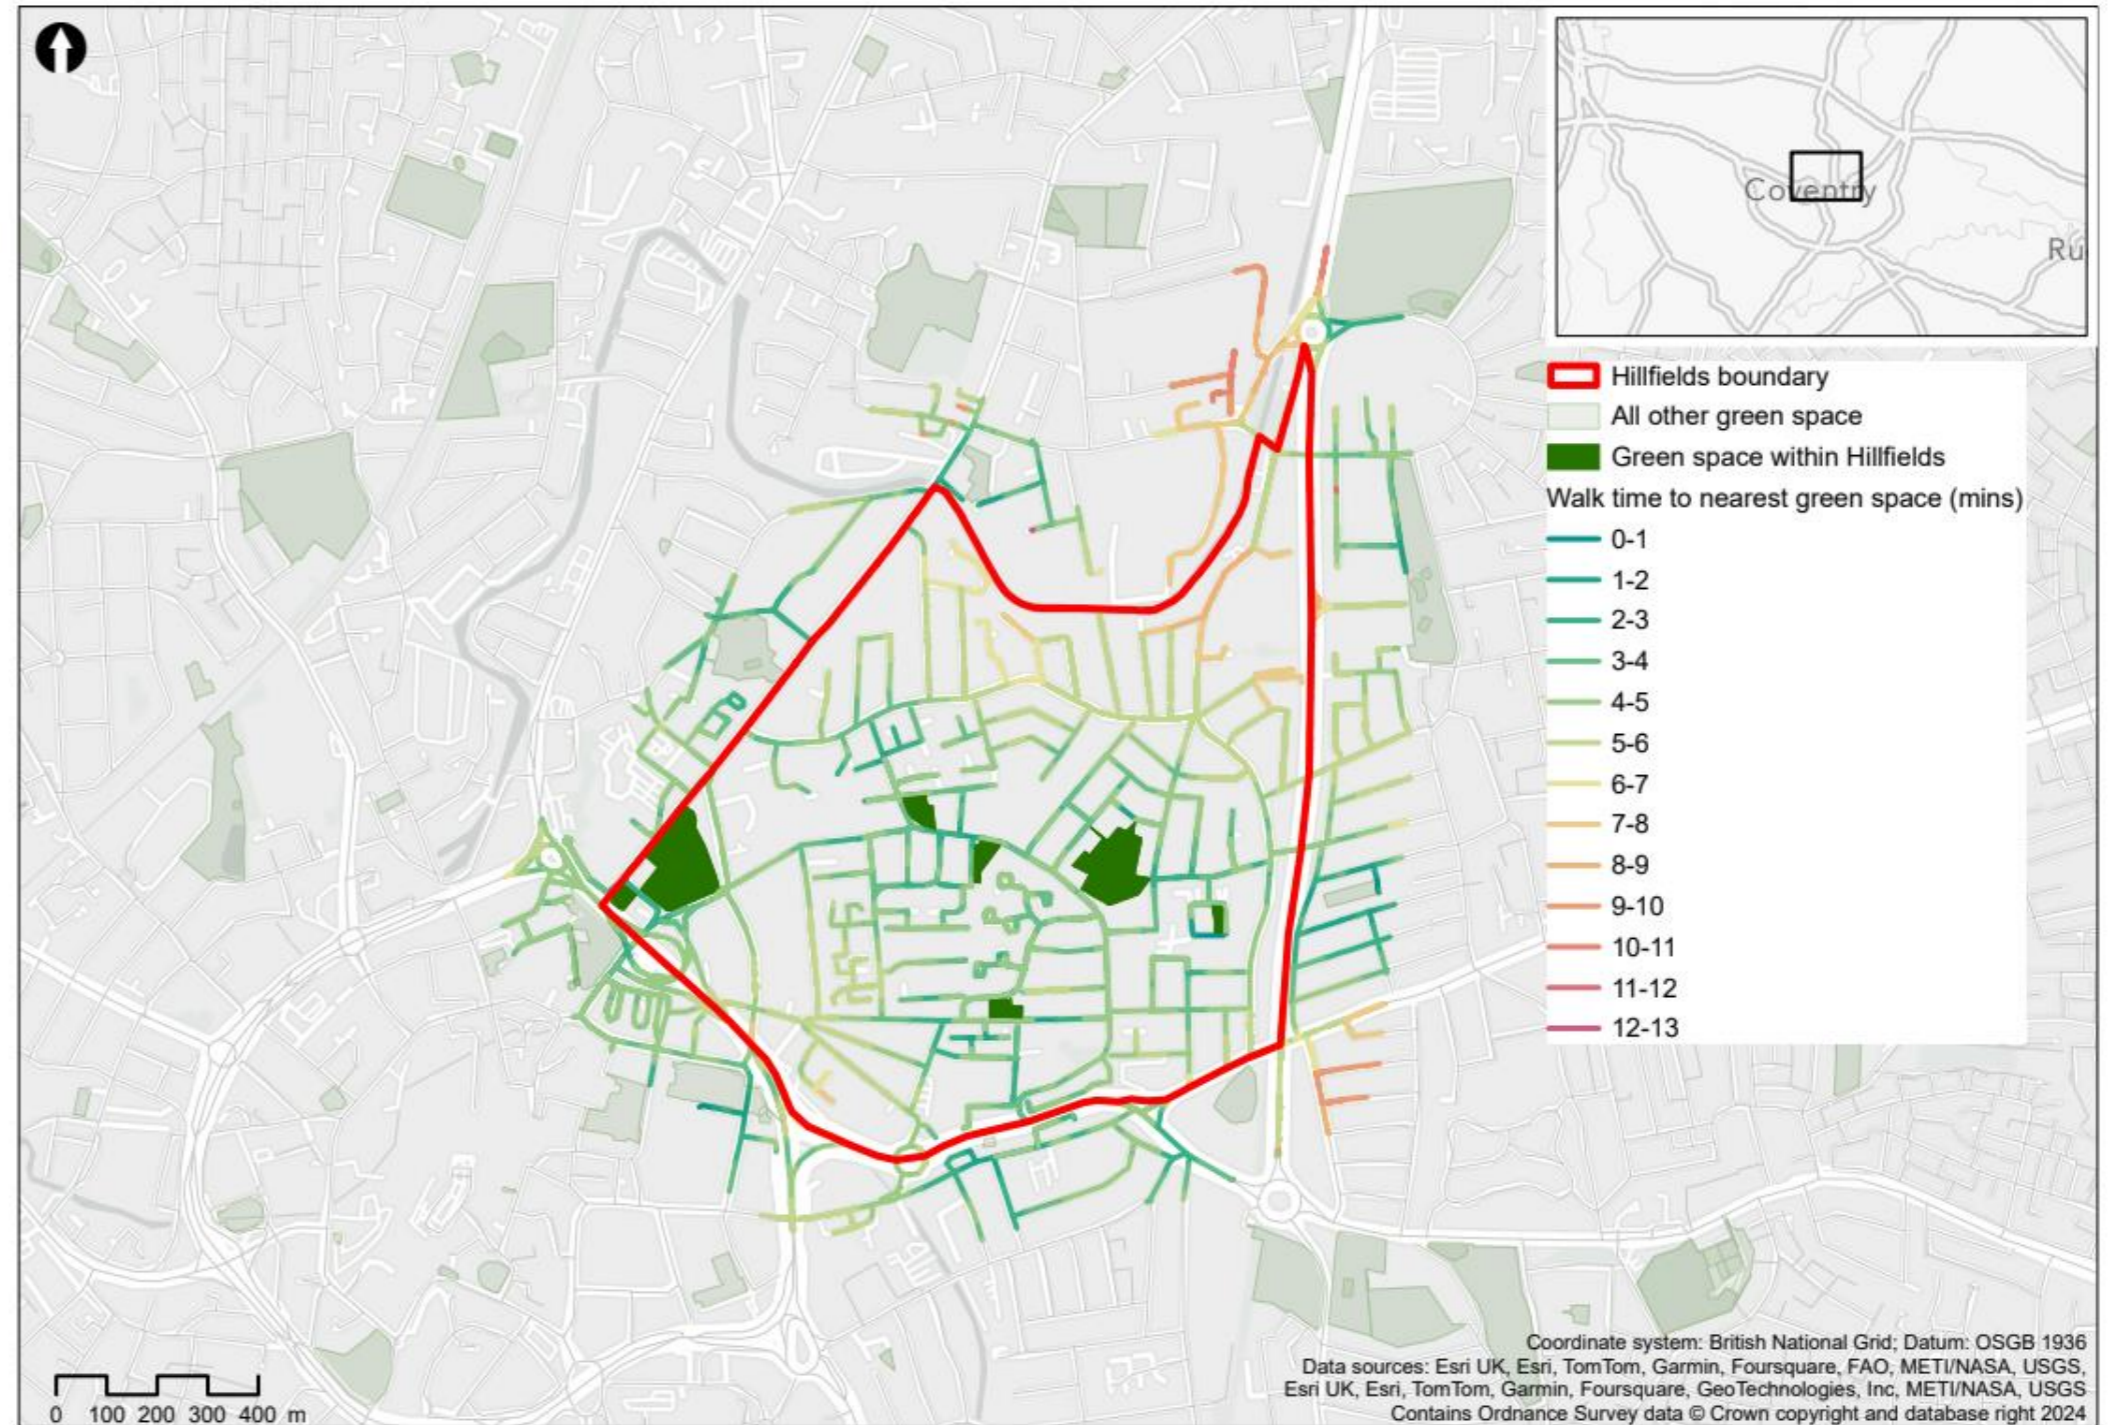 Coventry
Ru
Hillfields boundary
All other green space
Green space within Hillfields
Walk time to nearest green space (mins)
0-1
1-2
2-3
3-4
4-5
5-6
6-7
7-8
8-9
9-10
10-11
11-12
12-13
0 100 200 300 400 m
Coordinate system: British National Grid; Datum: OSGB 1936
Data sources: Esri UK, Esri, TomTom, Garmin, Foursquare, FAO, METI/NASA, USGS,
Esri UK, Esri, TomTom, Garmin, Foursquare, GeoTechnologies, Inc, METI/NASA, USGS
Contains Ordnance Survey data © Crown copyright and database right 2024